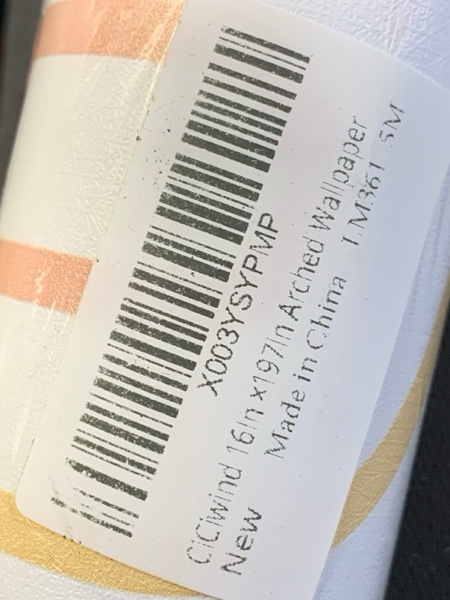 X003YSYPMP
CiCiwind 16in x197in Arched Wallpaper
New Made in China LM361 5M